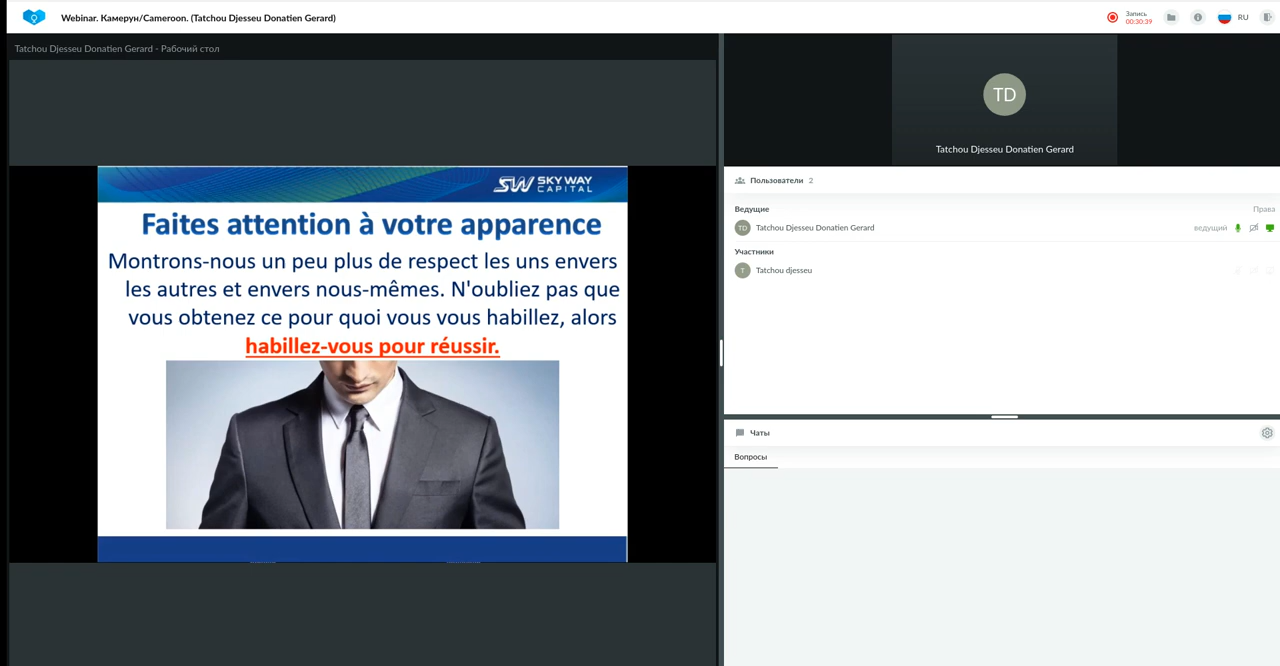 Webinar. Камерун/Cameroon. (Tatchou Djesseu Donatien Gerard)
Запись
00:30:39
RU
Tatchou Djesseu Donatien Gerard - Рабочий стол
SW SKY WAY
CAPITAL
Faites attention à votre apparence
Montrons-nous un peu plus de respect les uns envers
les autres et envers nous-mêmes. N'oubliez pas que
vous obtenez ce pour quoi vous vous habillez, alors
habillez-vous pour réussir.
TD
Tatchou Djesseu Donatien Gerard
Пользователи 2
Ведущие Права
TD Tatchou Djesseu Donatien Gerard ведущий
Участники
T Tatchou djesseu
Чаты
Вопросы